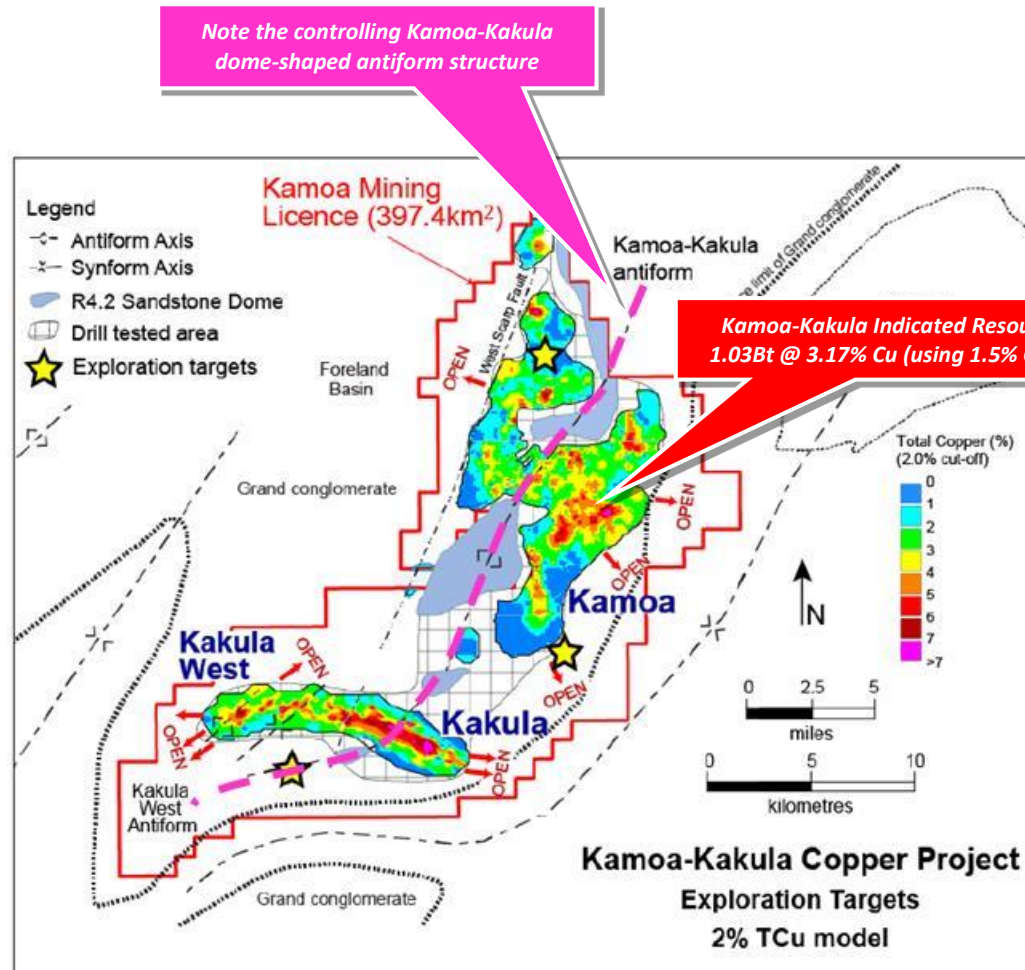 Note the controlling Kamoa-Kakula
dome-shaped antiform structure
Legend
Antiform Axis
Synform Axis
R4.2 Sandstone Dome
Drill tested area
Exploration targets
Kamoa Mining
Licence (397.4km²)
Kamoa-Kakula
antiform
limit of Grand conglomerate
West Scarp Fault
Foreland
Basin
OPEN
Kamoa-Kakula Indicated
1.03Bt @ 3.17% Cu (using 1.5%
Grand conglomerate
Total Copper (%)
(2.0% cut-off)
0
1
2
3
4
5
6
7
>7
OPEN
OPEN
Kamoa
N
Kakula
West
OPEN
OPEN
Kakula
0 2.5 5
miles
OPEN
OPEN
OPEN
Kakula
West
Antiform
0 5 10
kilometres
Grand conglomerate
Kamoa-Kakula Copper Project
Exploration Targets
2% TCu model